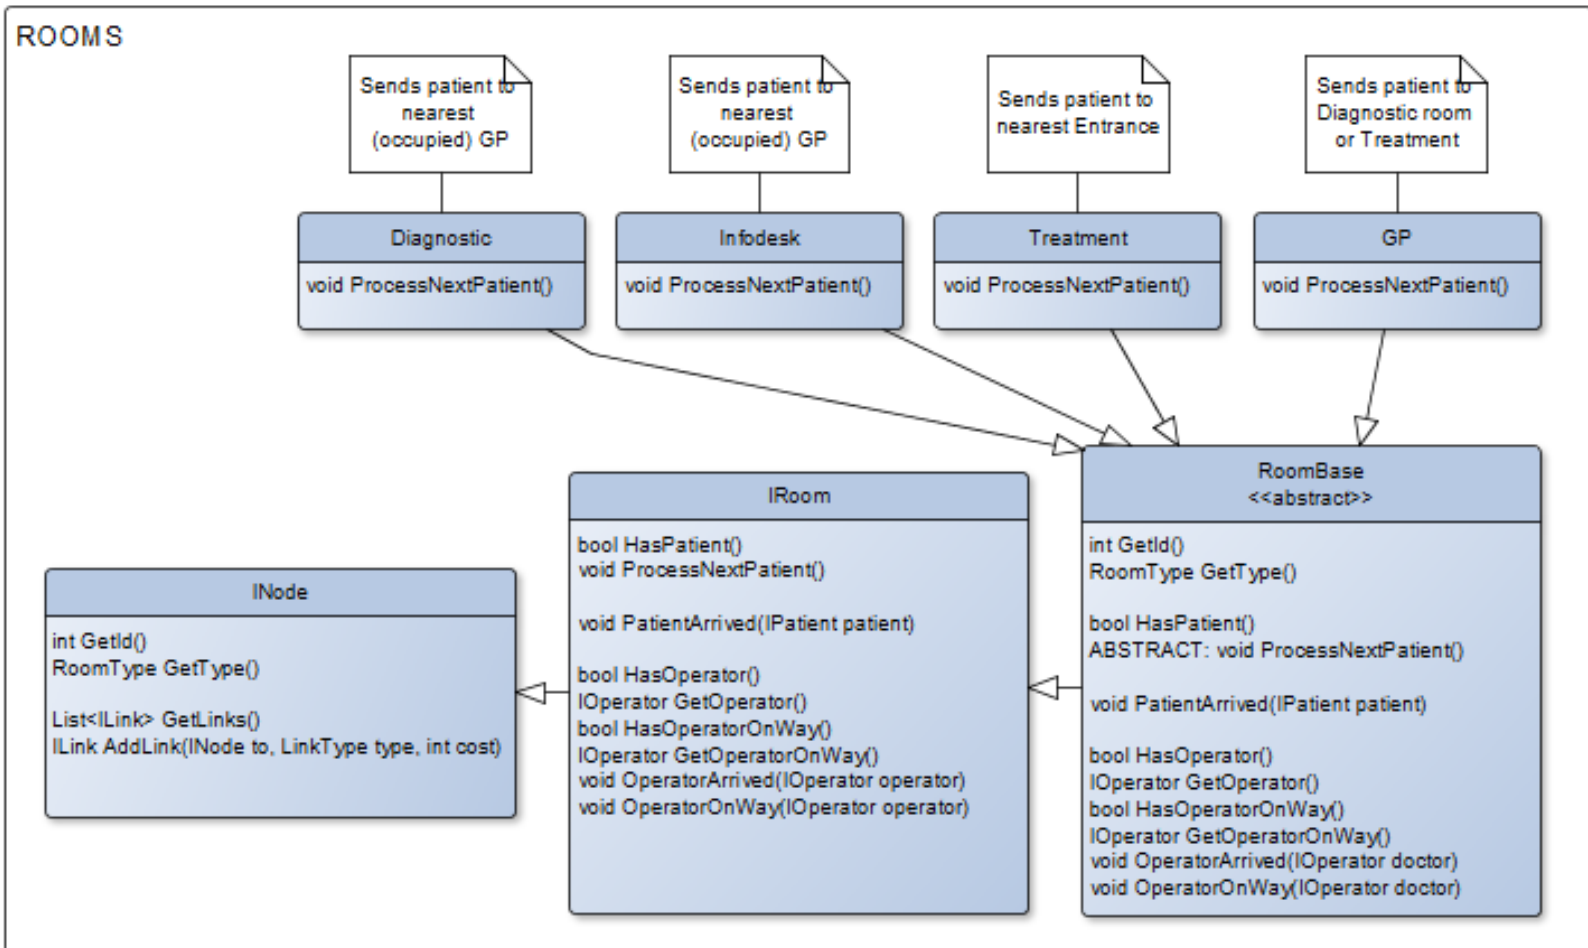 ROOMS
Sends patient to
nearest
(occupied) GP
Sends patient to
nearest
(occupied) GP
Sends patient to
nearest Entrance
Sends patient to
Diagnostic room
or Treatment
Diagnostic
void ProcessNextPatient()
Infodesk
void ProcessNextPatient()
Treatment
void ProcessNextPatient()
GP
void ProcessNextPatient()
INode
int GetId()
RoomType GetType()
List<ILink> GetLinks()
ILink AddLink(INode to, LinkType type, int cost)
IRoom
bool HasPatient()
void ProcessNextPatient()
void PatientArrived(IPatient patient)
bool HasOperator()
IOperator GetOperator()
bool HasOperatorOnWay()
IOperator GetOperatorOnWay()
void OperatorArrived(IOperator operator)
void OperatorOnWay(IOperator operator)
RoomBase
<<abstract>>
int GetId()
RoomType GetType()
bool HasPatient()
ABSTRACT: void ProcessNextPatient()
void PatientArrived(IPatient patient)
bool HasOperator()
IOperator GetOperator()
bool HasOperatorOnWay()
IOperator GetOperatorOnWay()
void OperatorArrived(IOperator doctor)
void OperatorOnWay(IOperator doctor)